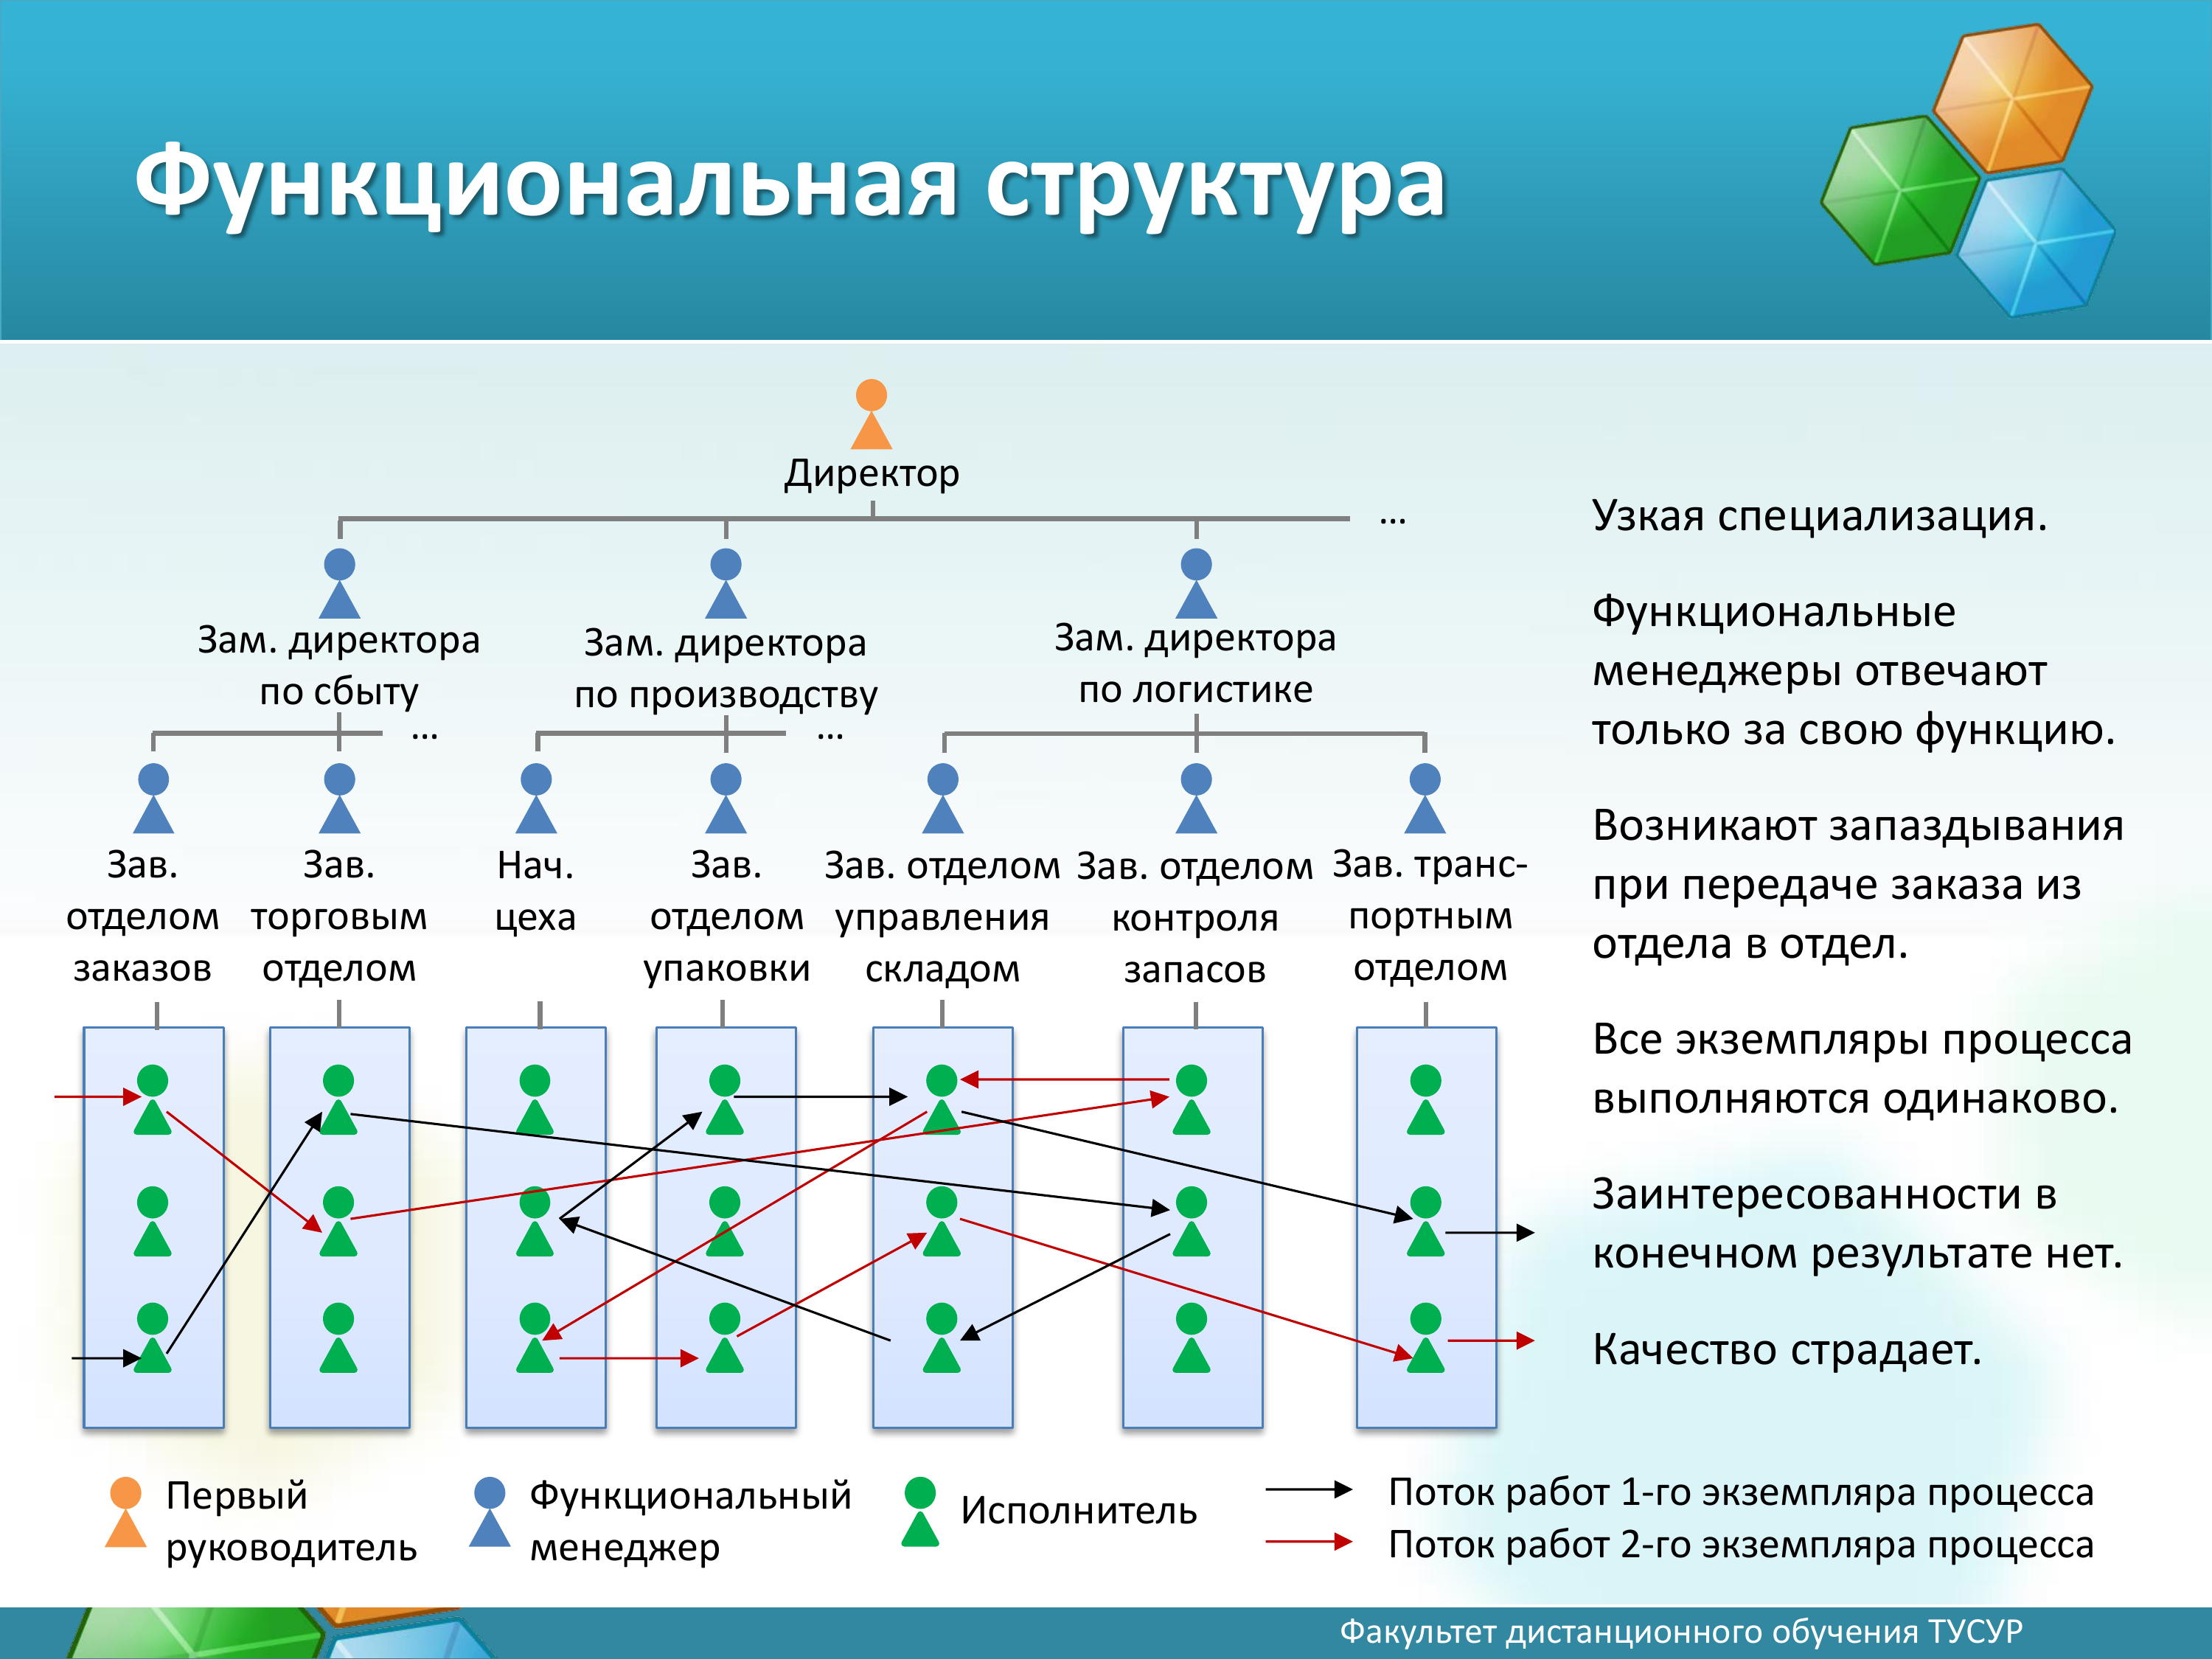 Функциональная структура
Директор
...
Зам. директора
по сбыту
Зам. директора
по производству
Зам. директора
по логистике
...
...
Зав.
отделом
заказов
Зав.
торговым
отделом
Нач.
цеха
Зав.
отделом
упаковки
Зав. отделом
управления
складом
Зав. отделом
контроля
запасов
Зав. транс-
портным
отделом
Узкая специализация.
Функциональные
менеджеры отвечают
только за свою функцию.
Возникают запаздывания
при передаче заказа из
отдела в отдел.
Все экземпляры процесса
выполняются одинаково.
Заинтересованности в
конечном результате нет.
Качество страдает.
Первый
руководитель
Функциональный
менеджер
Исполнитель
Поток работ 1-го экземпляра процесса
Поток работ 2-го экземпляра процесса
Факультет дистанционного обучения ТУСУР